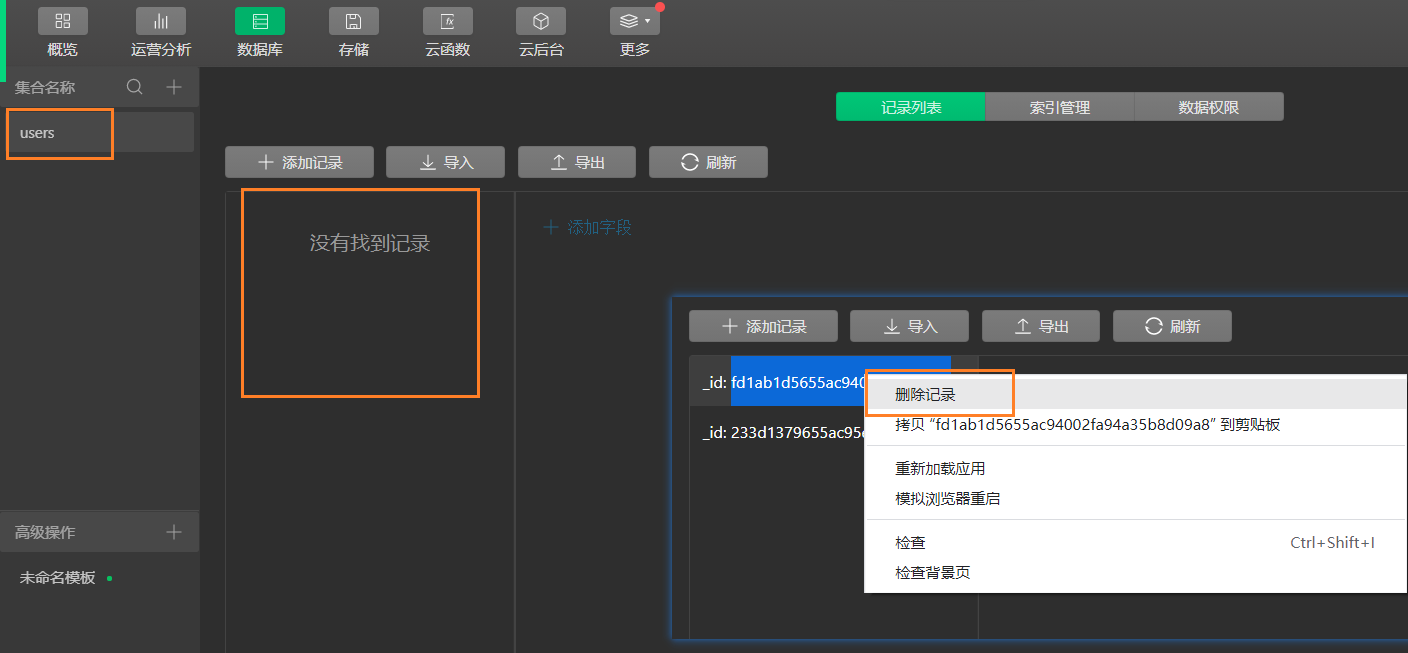 概览
运营分析
数据库
存储
云函数
云后台
更多
集合名称
users
记录列表
索引管理
数据权限
添加记录
导入
导出
刷新
没有找到记录
添加字段
添加记录
导入
导出
刷新
_id: fd1ab1d5655ac940
_id: 233d1379655ac95
删除记录
拷贝 “fd1ab1d5655ac94002fa94a35b8d09a8” 到剪贴板
重新加载应用
模拟浏览器重启
检查 Ctrl+Shift+I
检查背景页
高级操作
未命名模板